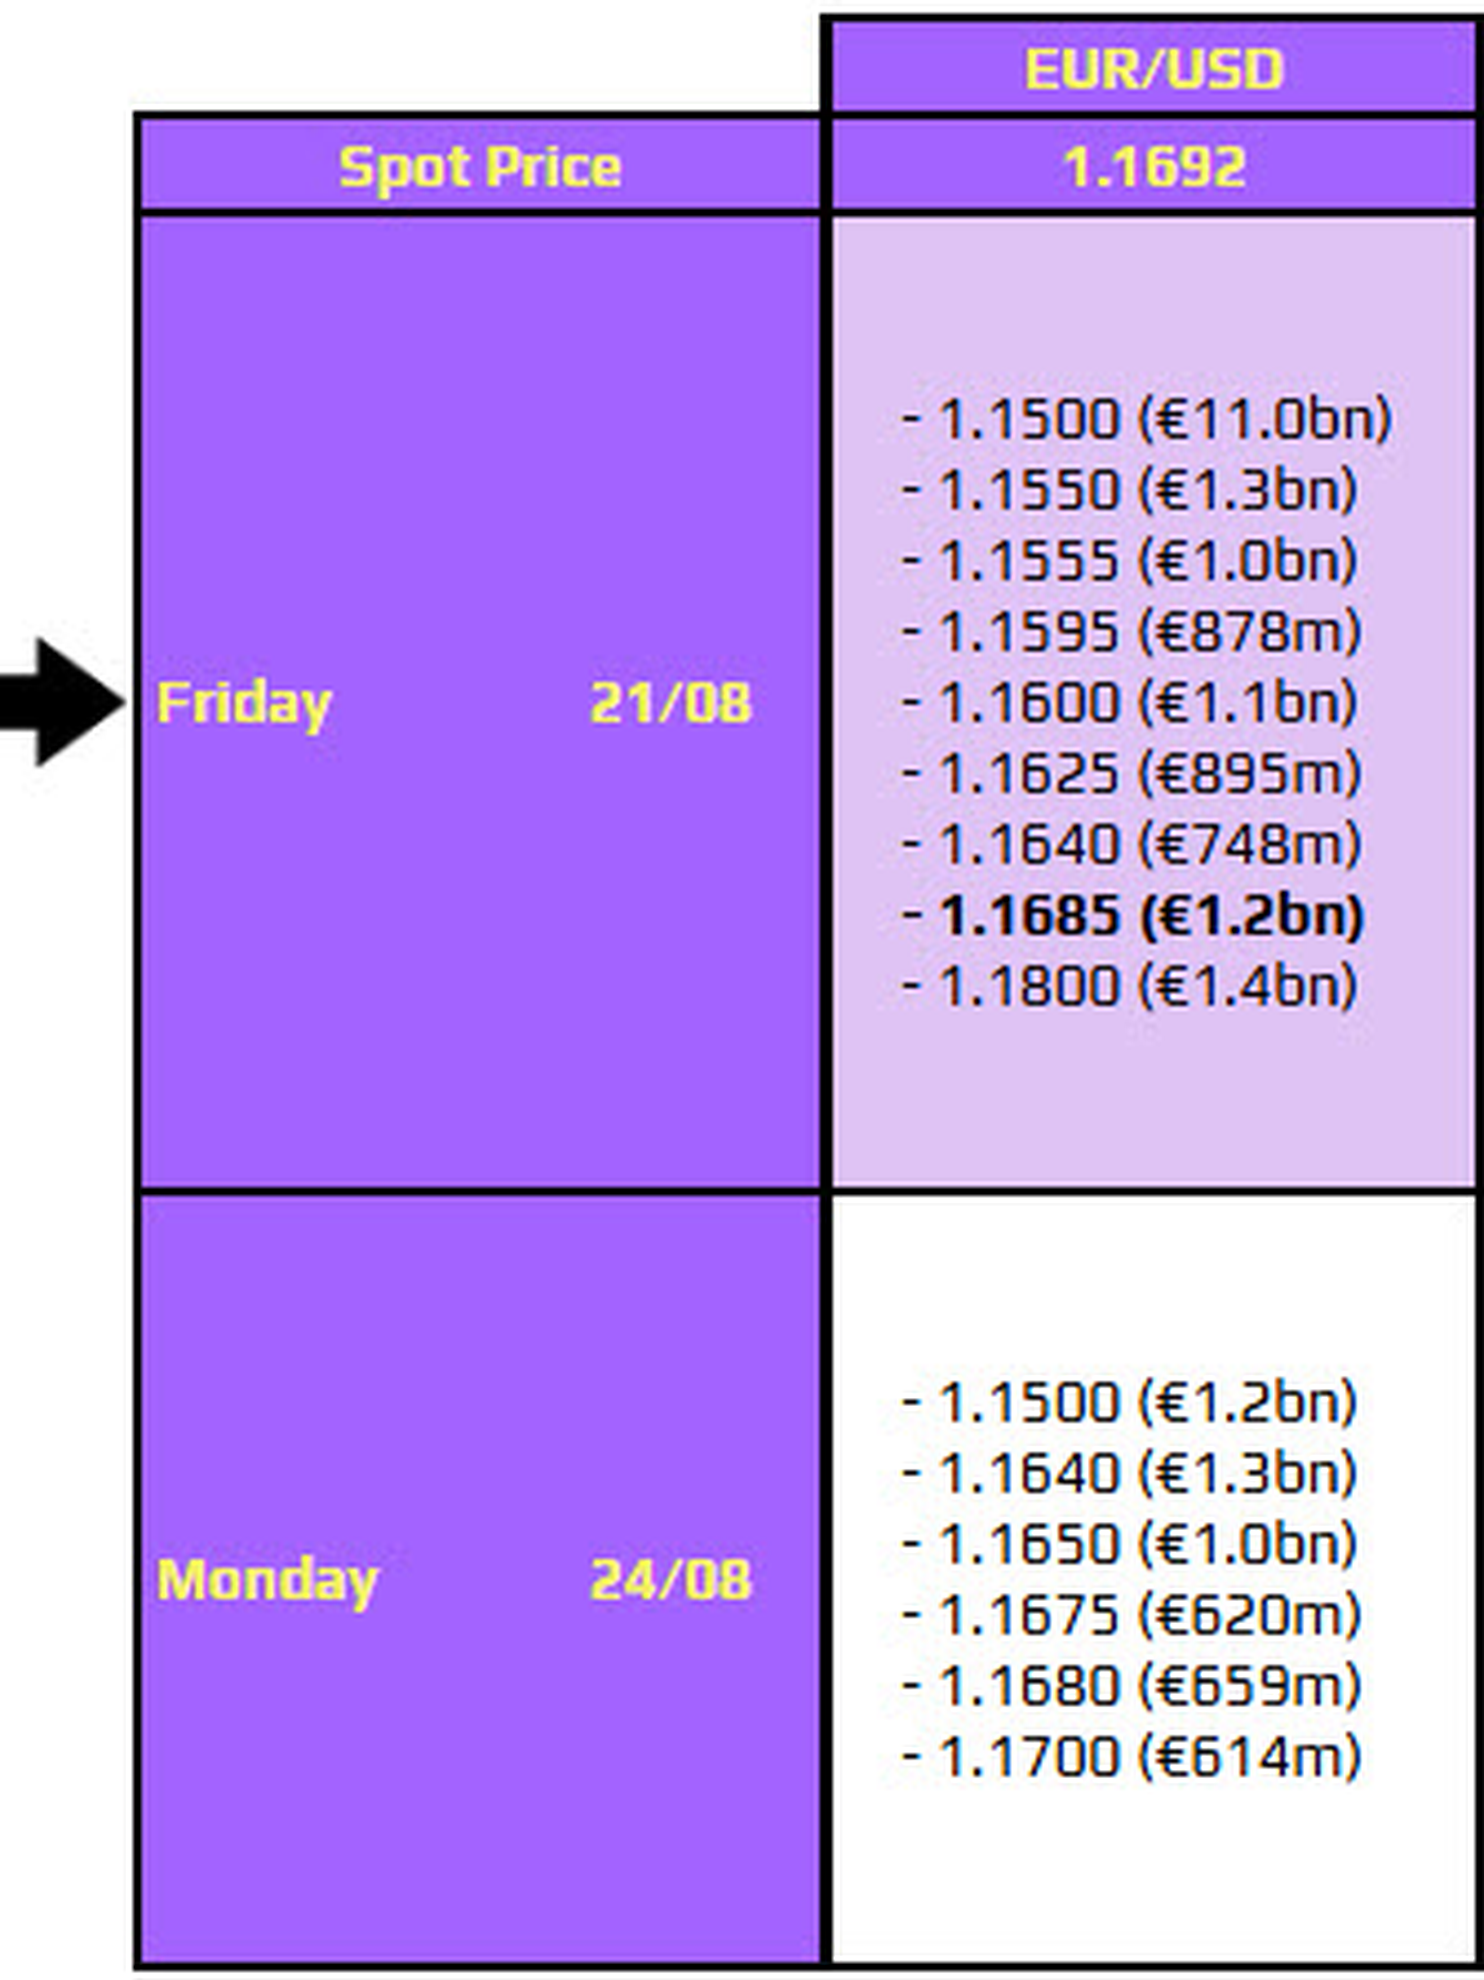 EUR/USD
Spot Price 1.1692
Friday 21/08
- 1.1500 (€11.0bn)
- 1.1550 (€1.3bn)
- 1.1555 (€1.0bn)
- 1.1595 (€878m)
- 1.1600 (€1.1bn)
- 1.1625 (€895m)
- 1.1640 (€748m)
- 1.1685 (€1.2bn)
- 1.1800 (€1.4bn)
Monday 24/08
- 1.1500 (€1.2bn)
- 1.1640 (€1.3bn)
- 1.1650 (€1.0bn)
- 1.1675 (€620m)
- 1.1680 (€659m)
- 1.1700 (€614m)